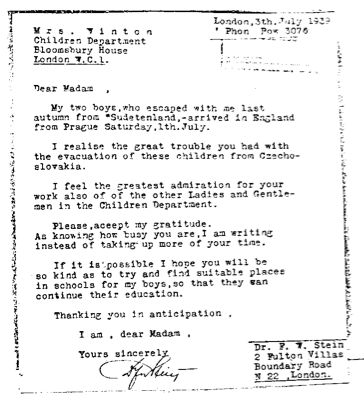 London,3th.July 1939
Phon Pow 3076
Mrs. Winton
Children Department
Bloomsbury House
London W.C.1.
Dear Madam ,
My two boys,who escaped with me last
autumn from "Sudetenland,-arrived in England
from Prague Saturday,1th.July.
I realise the great trouble you had with
the evacuation of these children from Czecho-
slovakia.
I feel the greatest admiration for your
work also of of the other Ladies and Gentle-
men in the Children Department.
Please,aceept my gratitude.
As knowing how busy you are,I am writing
instead of taking up more of your time.
If it is possible I hope you will be
so kind as to try and find suitable places
in schools for my boys,so that they wan
continue their education.
Thanking you in anticipation .
I am , dear Madam ,
Yours sincerely
Dr. F. W. Stein
2 Fulton Villas
Boundary Road
N 22 ,London.